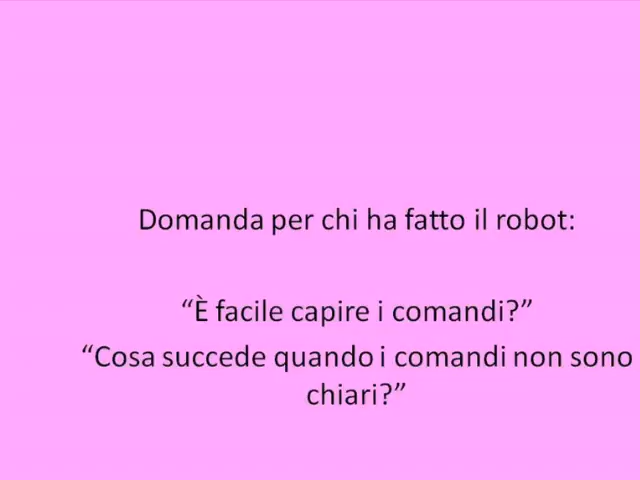 Domanda per chi ha fatto il robot:
“È facile capire i comandi?”
“Cosa succede quando i comandi non sono
chiari?”